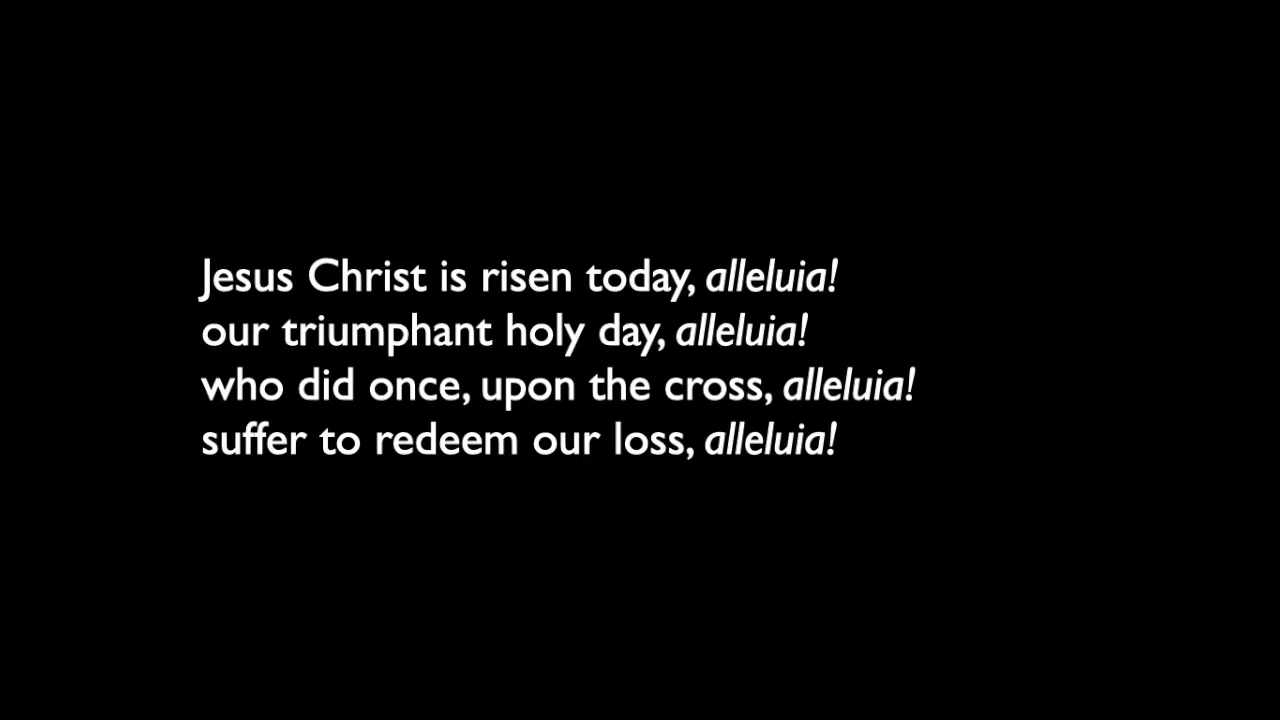 Jesus Christ is risen today, alleluia!
our triumphant holy day, alleluia!
who did once, upon the cross, alleluia!
suffer to redeem our loss, alleluia!